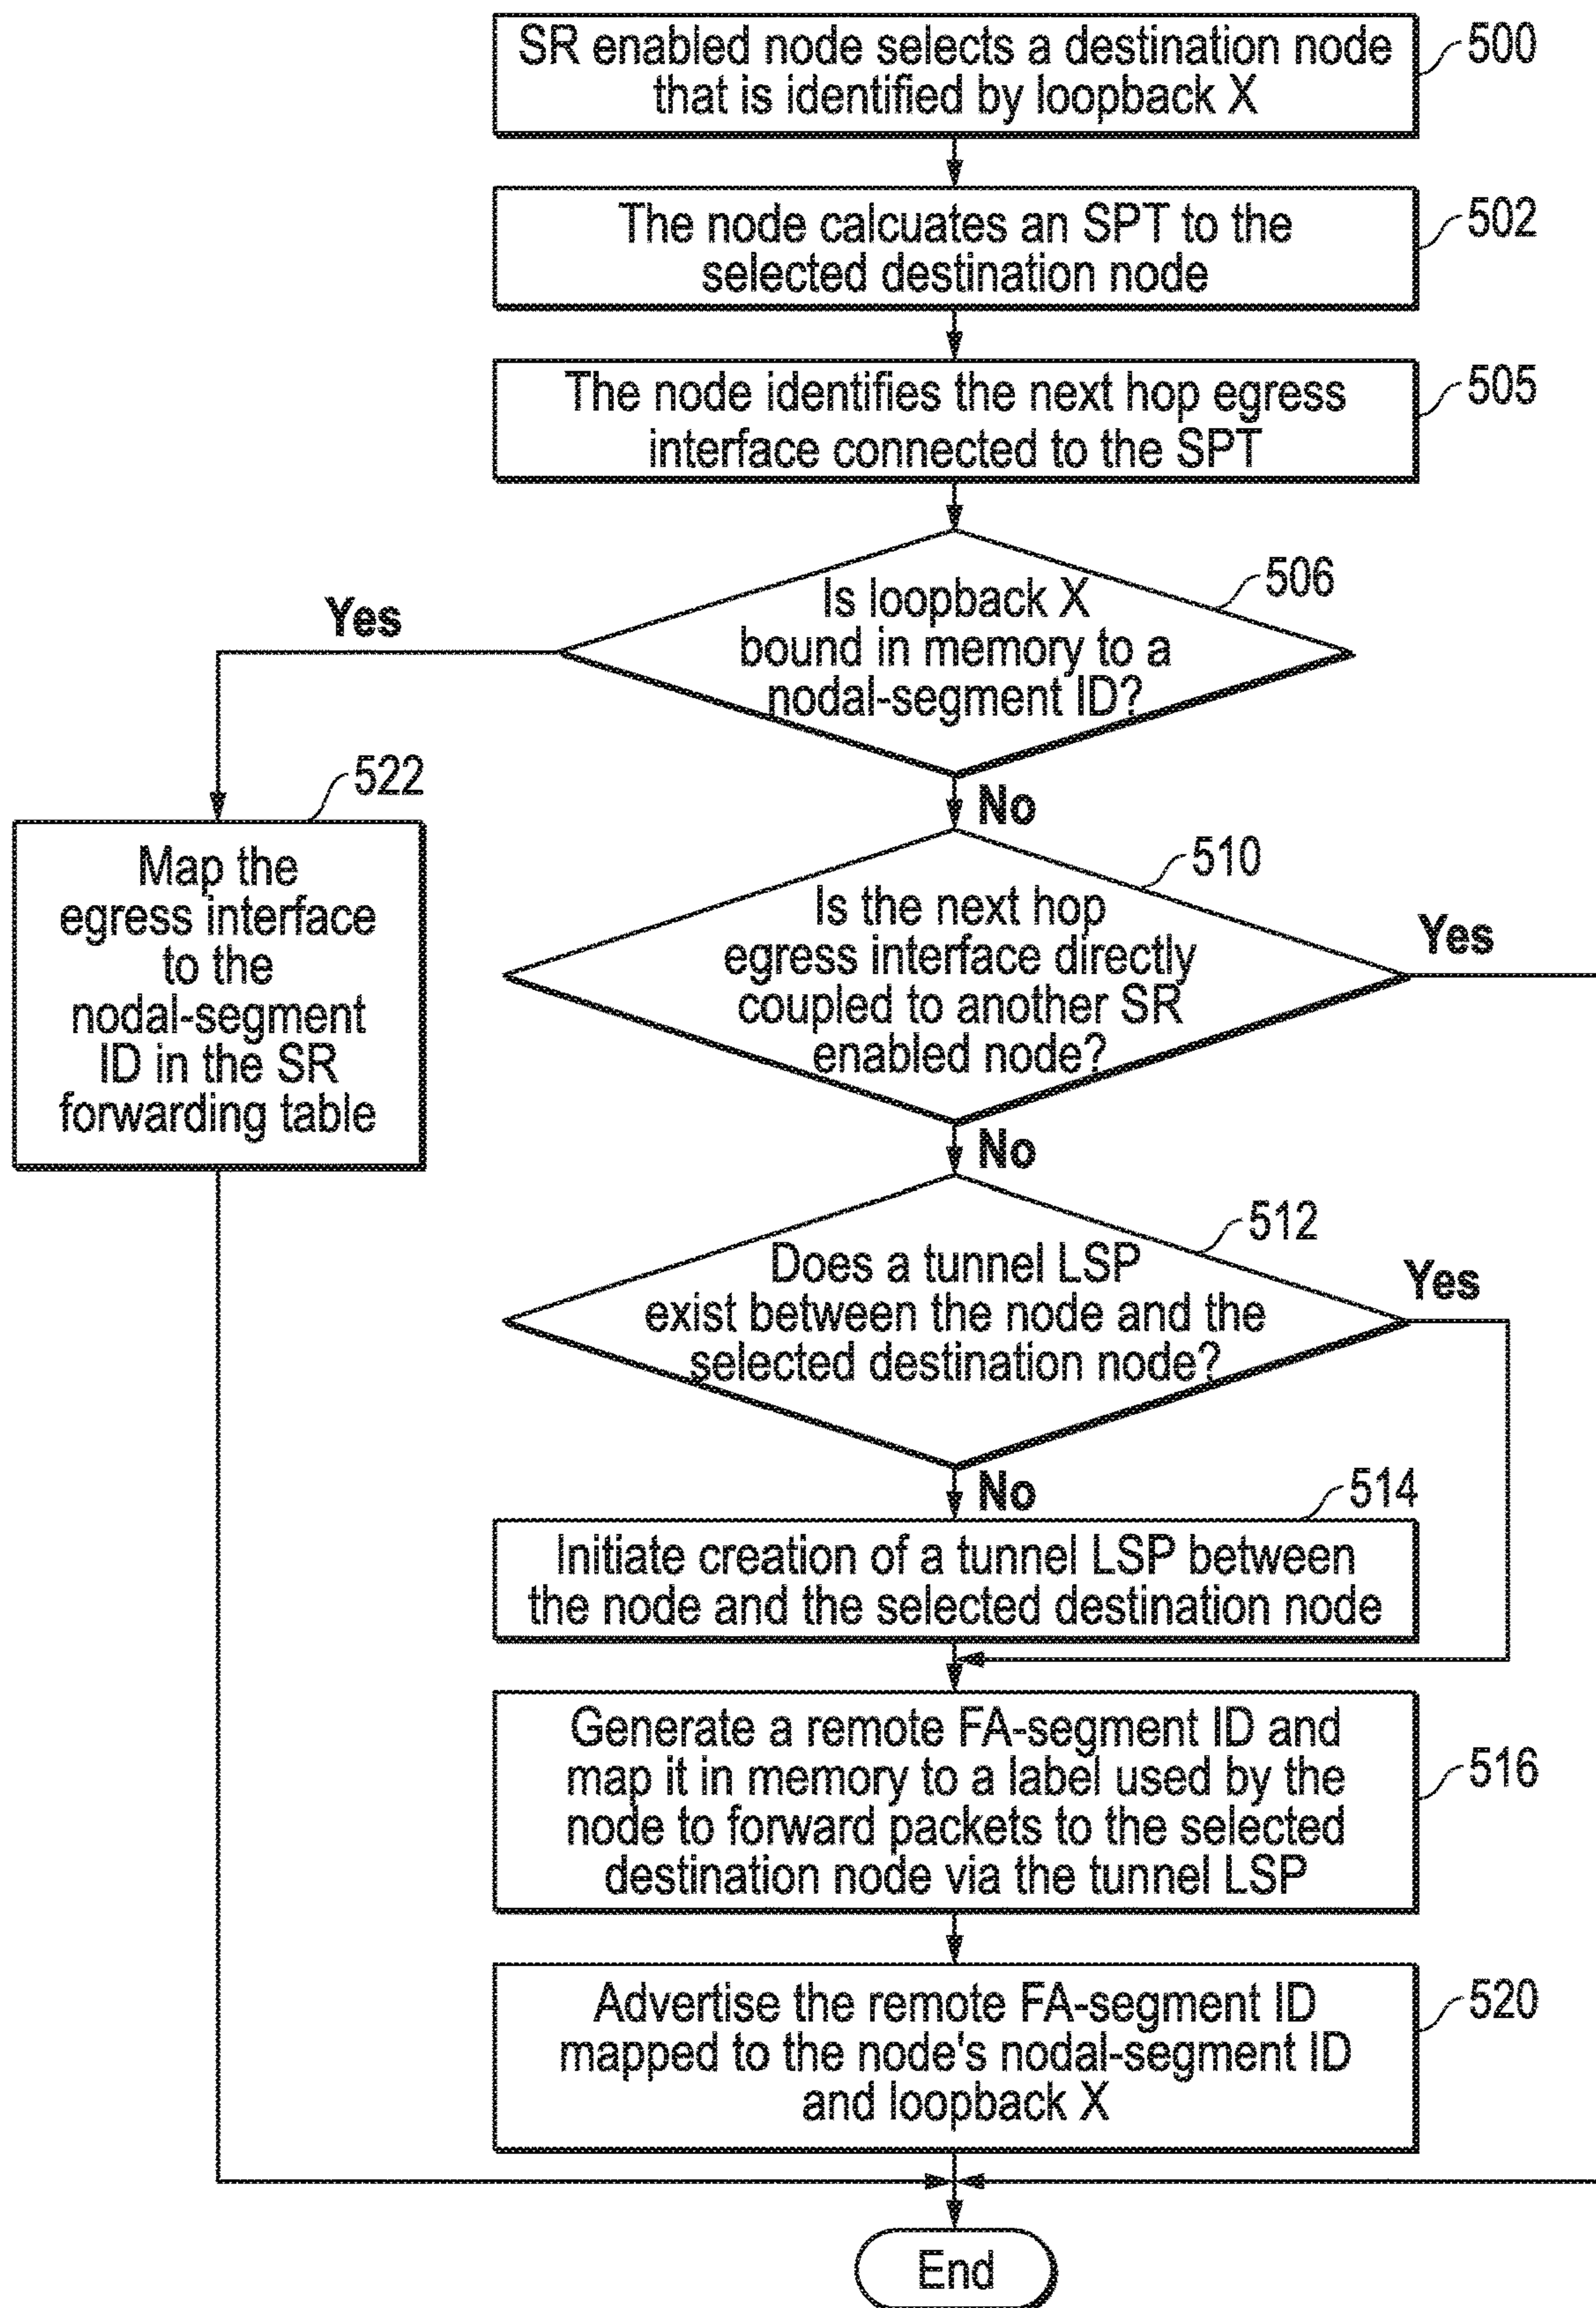 SR enabled node selects a destination node
that is identified by loopback X
500
The node calcuates an SPT to the
selected destination node
502
The node identifies the next hop egress
interface connected to the SPT
505
Is loopback X
bound in memory to a
nodal-segment ID?
506
Yes
No
522
Map the
egress interface
to the
nodal-segment
ID in the SR
forwarding table
Is the next hop
egress interface directly
coupled to another SR
enabled node?
510
Yes
No
Does a tunnel LSP
exist between the node and the
selected destination node?
512
Yes
No
514
Initiate creation of a tunnel LSP between
the node and the selected destination node
Generate a remote FA-segment ID and
map it in memory to a label used by the
node to forward packets to the selected
destination node via the tunnel LSP
516
Advertise the remote FA-segment ID
mapped to the node's nodal-segment ID
and loopback X
520
End